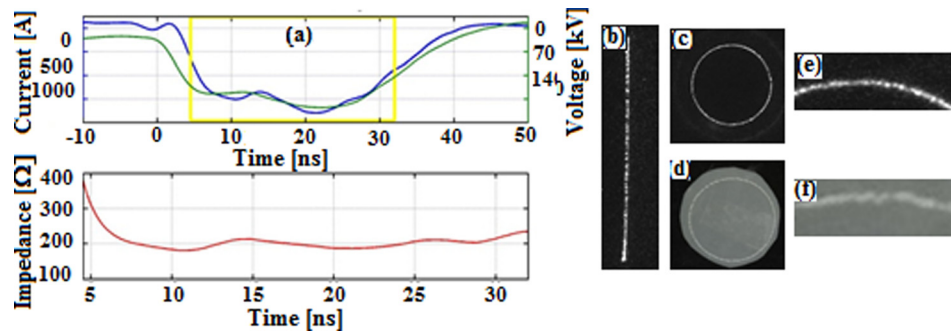 Current [A]
0
500
1000
(a)
0
70
140
Voltage [kV]
-10 0 10 20 30 40 50
Time [ns]
Impedance [Ω]
400
300
200
100
5 10 15 20 25 30
Time [ns]
(b)
(c)
(d)
(e)
(f)